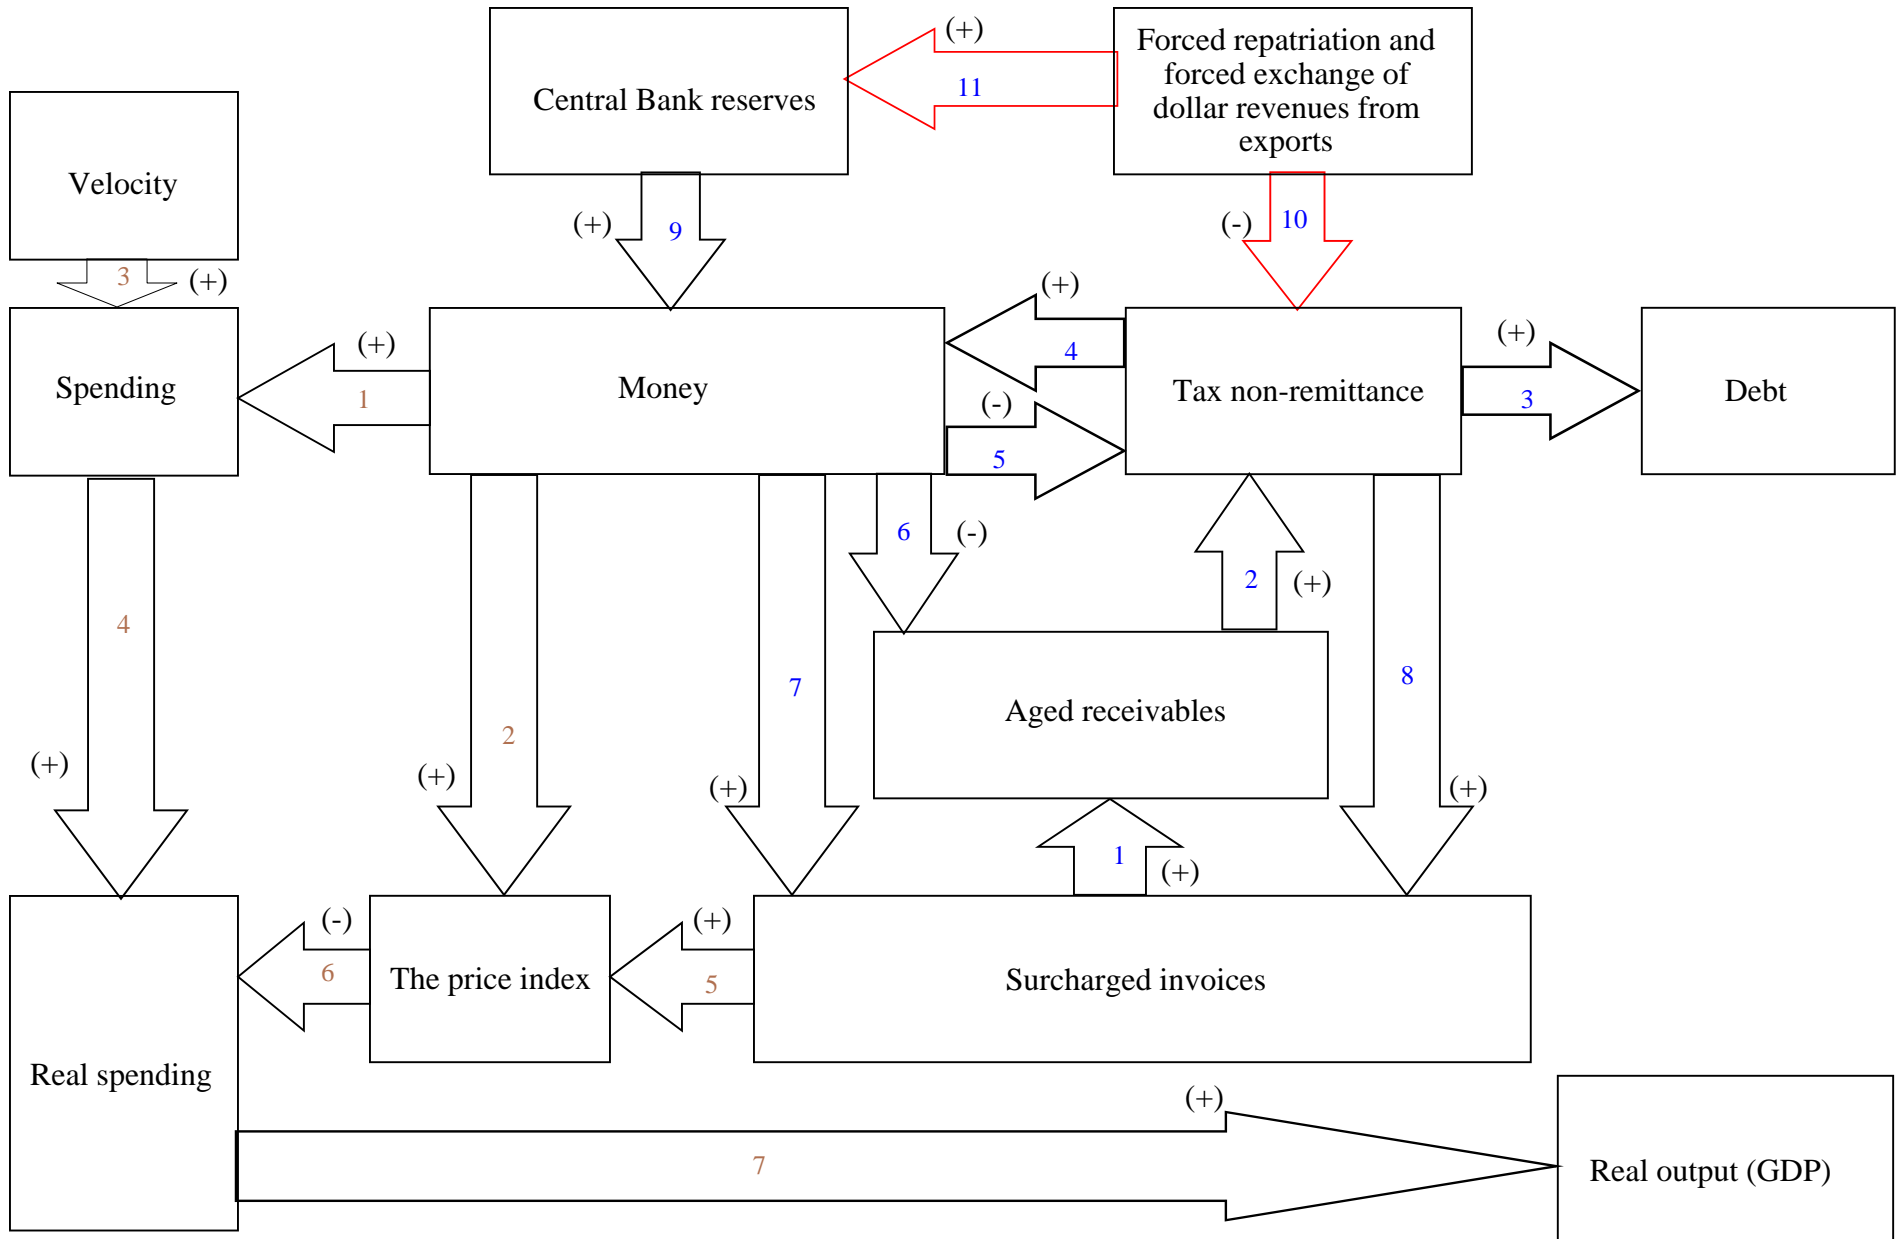 (+)
Forced repatriation and
forced exchange of
dollar revenues from
exports
11
Central Bank reserves
Velocity
(+)
9
(-)
10
3
(+)
(+)
(+)
(+)
Spending
1
Money
4
Tax non-remittance
3
Debt
(-)
5
6
(-)
2
(+)
4
7
8
Aged receivables
2
(+)
(+)
(+)
(+)
1
(+)
(-)
(+)
6
The price index
5
Surcharged invoices
Real spending
(+)
7
Real output (GDP)